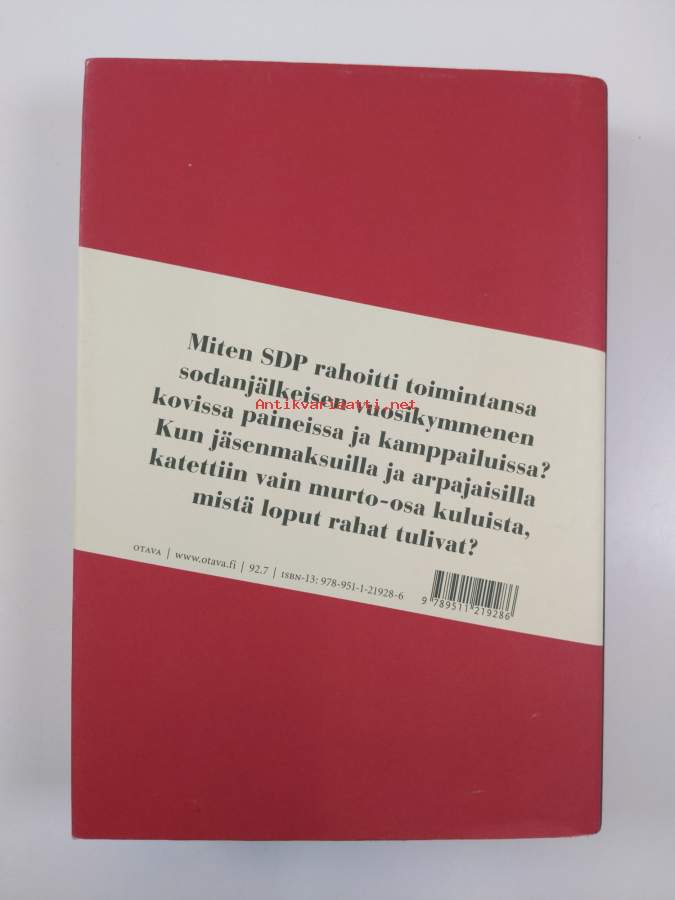 Miten SDP rahoitti toimintansa
sodanjälkeisen vuosikymmenen
Antikvariaatti.net
kovissa paineissa ja kamppailuissa?
Kun jäsenmaksuilla ja arpajaisilla
katettiin vain murto-osa kuluista,
mistä loput rahat tulivat?
OTAVA | www.otava.fi | 92.7 | ISBN-13: 978-951-1-21928-6
9 789511 219286